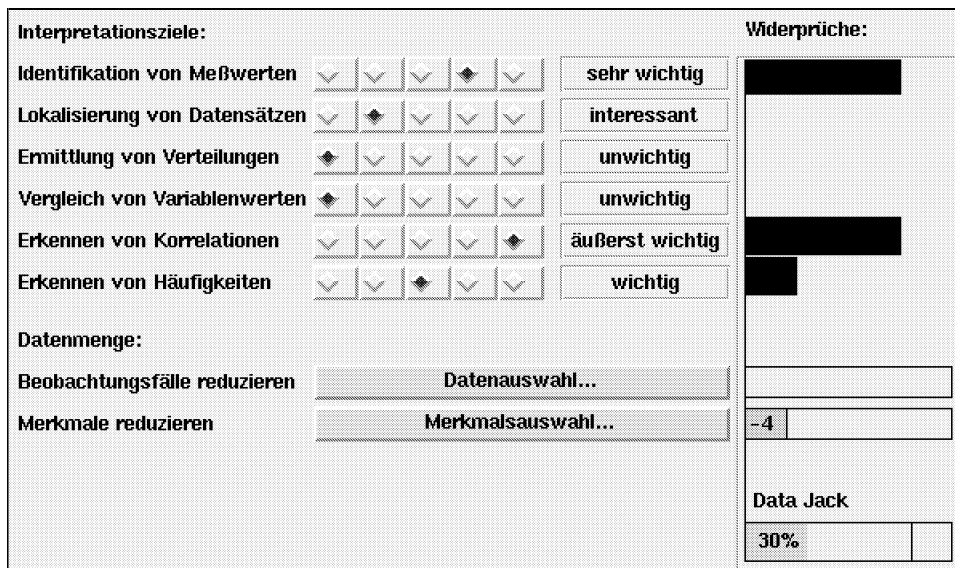 Interpretationsziele: Widerprüche:
Identifikation von Meßwerten sehr wichtig
Lokalisierung von Datensätzen interessant
Ermittlung von Verteilungen unwichtig
Vergleich von Variablenwerten unwichtig
Erkennen von Korrelationen äußerst wichtig
Erkennen von Häufigkeiten wichtig
Datenmenge:
Beobachtungsfälle reduzieren Datenauswahl...
Merkmale reduzieren Merkmalsauswahl... -4
Data Jack
30%